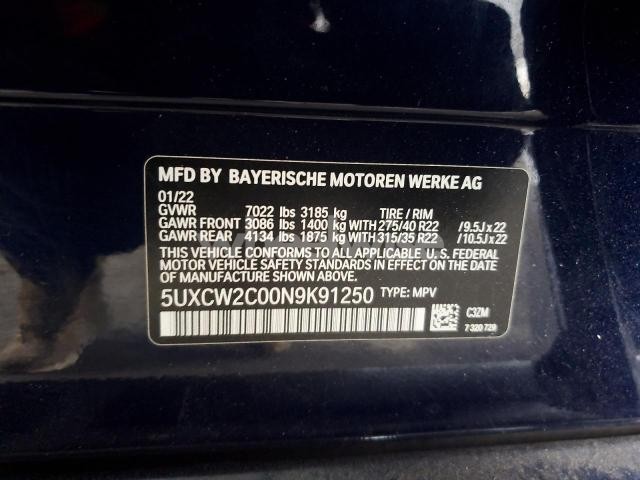 MFD BY BAYERISCHE MOTOREN WERKE AG
01/22
GVWR 7022 lbs 3185 kg TIRE / RIM
GAWR FRONT 3086 lbs 1400 kg WITH 275/40 R22 / 9.5J x 22
GAWR REAR 4134 lbs 1875 kg WITH 315/35 R22 / 10.5J x 22
THIS VEHICLE CONFORMS TO ALL APPLICABLE U. S. FEDERAL
MOTOR VEHICLE SAFETY STANDARDS IN EFFECT ON THE DATE
OF MANUFACTURE SHOWN ABOVE.
5UXCW2C00N9K91250 TYPE: MPV
C3ZM
7 320 729